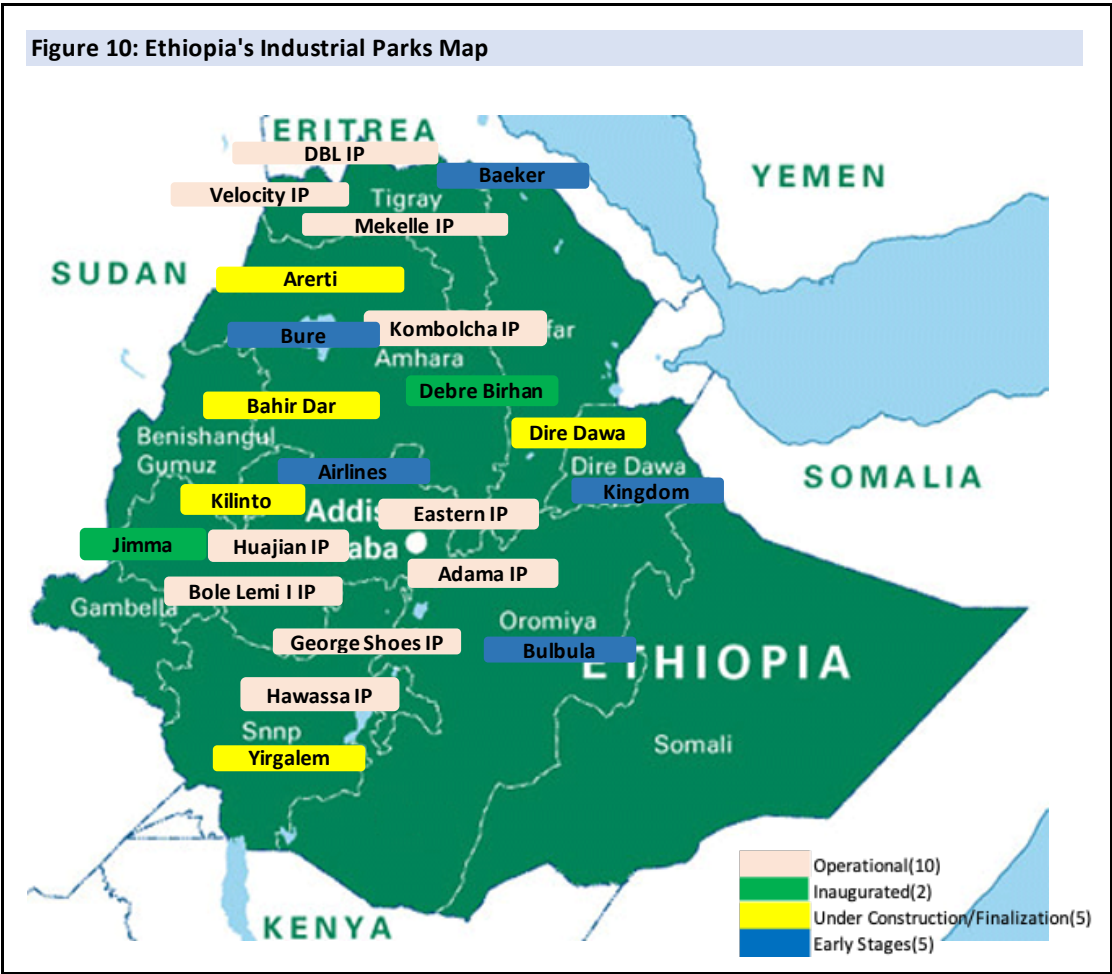 Figure 10: Ethiopia's Industrial Parks Map
ERITREA
DBL IP
Baeker
YEMEN
Velocity IP
Tigray
Mekelle IP
SUDAN
Arerti
Kombolcha IP
far
Bure
Amhara
Debre Birhan
Bahir Dar
Dire Dawa
Benishangul
Gumuz
Dire Dawa
Airlines
SOMALIA
Kingdom
Kilinto
Addis
Eastern IP
Jimma
Huajian IP
aba
Adama IP
Bole Lemi I IP
Gambella
Oromiya
George Shoes IP
Bulbula
ETHIOPIA
Hawassa IP
Snnp
Somali
Yirgalem
Operational(10)
Inaugurated(2)
Under Construction/Finalization(5)
KENYA
Early Stages(5)